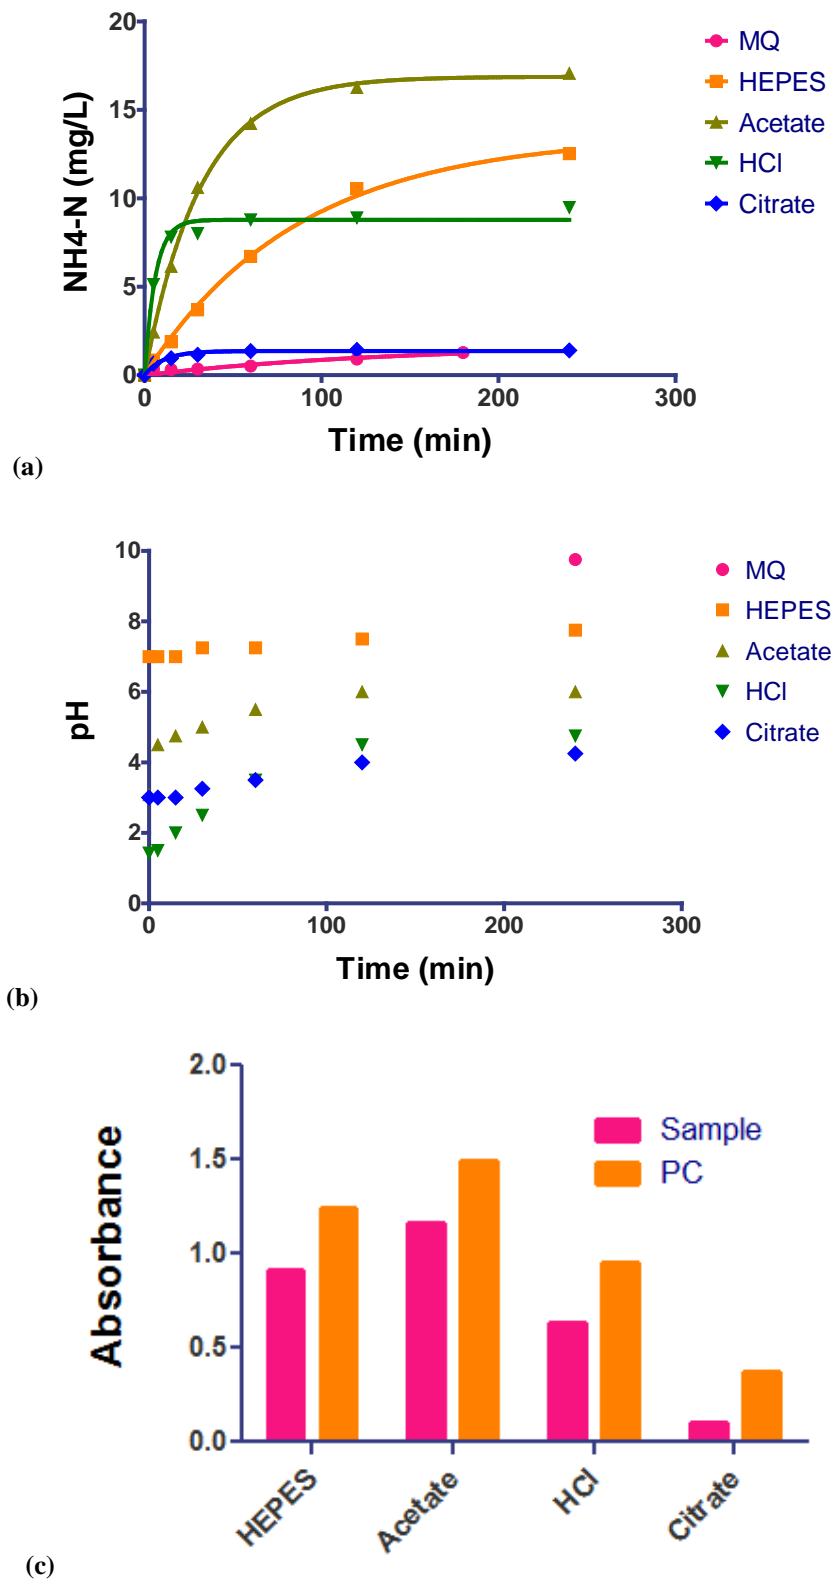 20
15
10
5
0
NH4-N (mg/L)
0 100 200 300
Time (min)
MQ
HEPES
Acetate
HCl
Citrate
(a)
10
8
6
4
2
0
pH
0 100 200 300
Time (min)
MQ
HEPES
Acetate
HCl
Citrate
(b)
2.0
1.5
1.0
0.5
0.0
Absorbance
Sample
PC
HEPES Acetate HCl Citrate
(c)